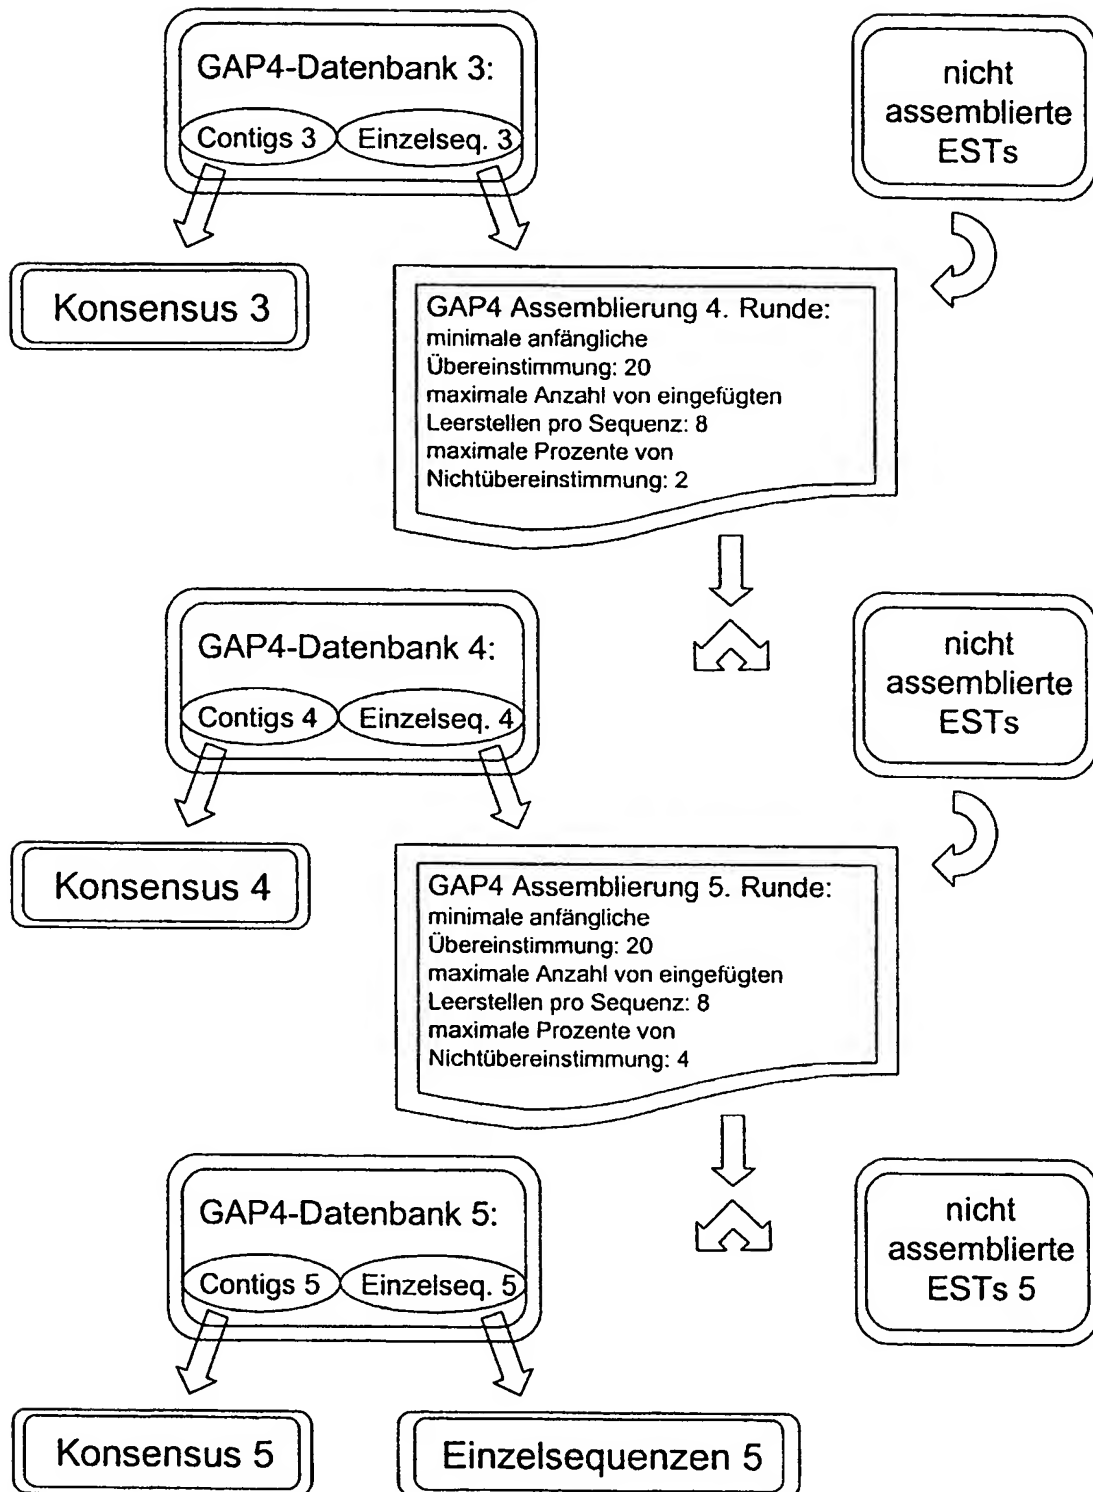 GAP4-Datenbank 3:
Contigs 3
Einzelseq. 3
nicht
assemblierte
ESTs
Konsensus 3
GAP4 Assemblierung 4. Runde:
minimale anfängliche
Übereinstimmung: 20
maximale Anzahl von eingefügten
Leerstellen pro Sequenz: 8
maximale Prozente von
Nichtübereinstimmung: 2
GAP4-Datenbank 4:
Contigs 4
Einzelseq. 4
nicht
assemblierte
ESTs
Konsensus 4
GAP4 Assemblierung 5. Runde:
minimale anfängliche
Übereinstimmung: 20
maximale Anzahl von eingefügten
Leerstellen pro Sequenz: 8
maximale Prozente von
Nichtübereinstimmung: 4
GAP4-Datenbank 5:
Contigs 5
Einzelseq. 5
nicht
assemblierte
ESTs 5
Konsensus 5
Einzelsequenzen 5